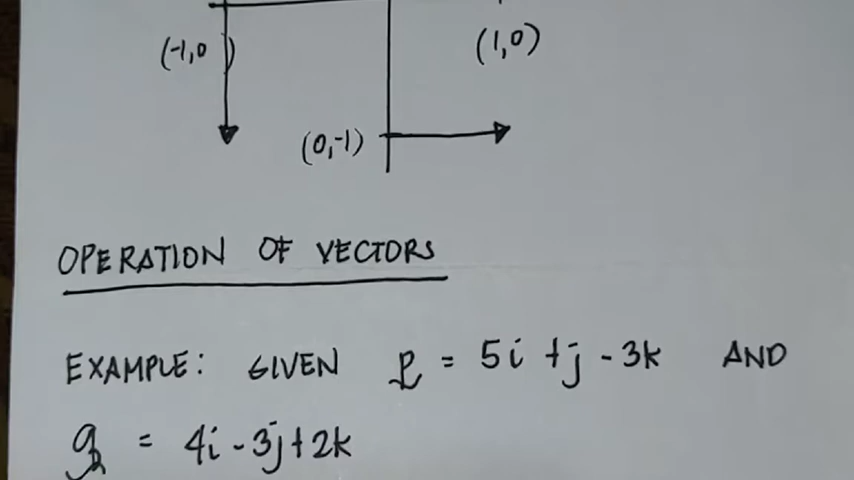 (-1,0) (1,0)
(0,-1)
OPERATION OF VECTORS
EXAMPLE: GIVEN p = 5i + j - 3k AND
q = 4i - 3j + 2k